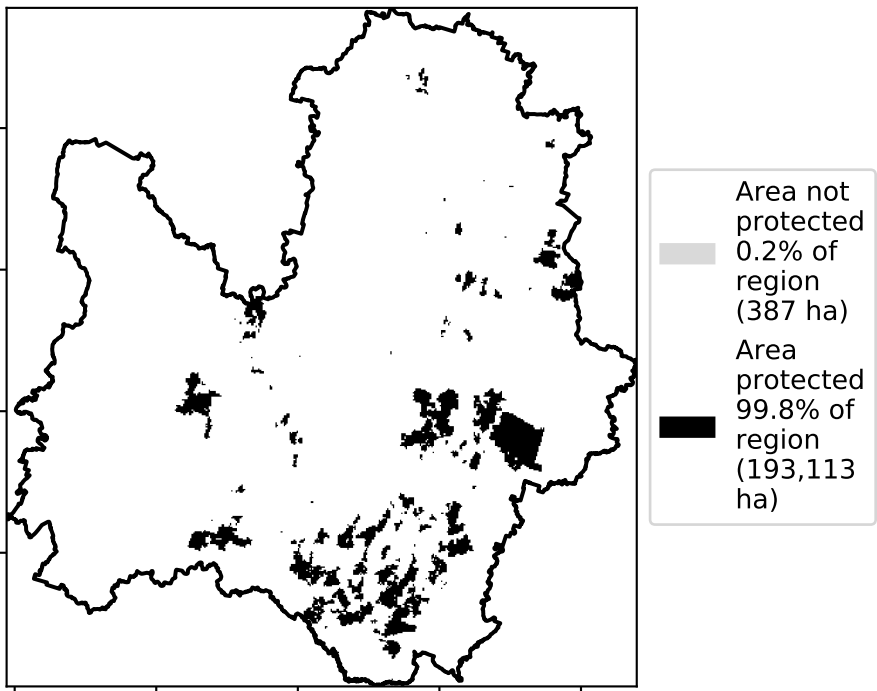 Area not
protected
0.2% of
region
(387 ha)
Area
protected
99.8% of
region
(193,113
ha)